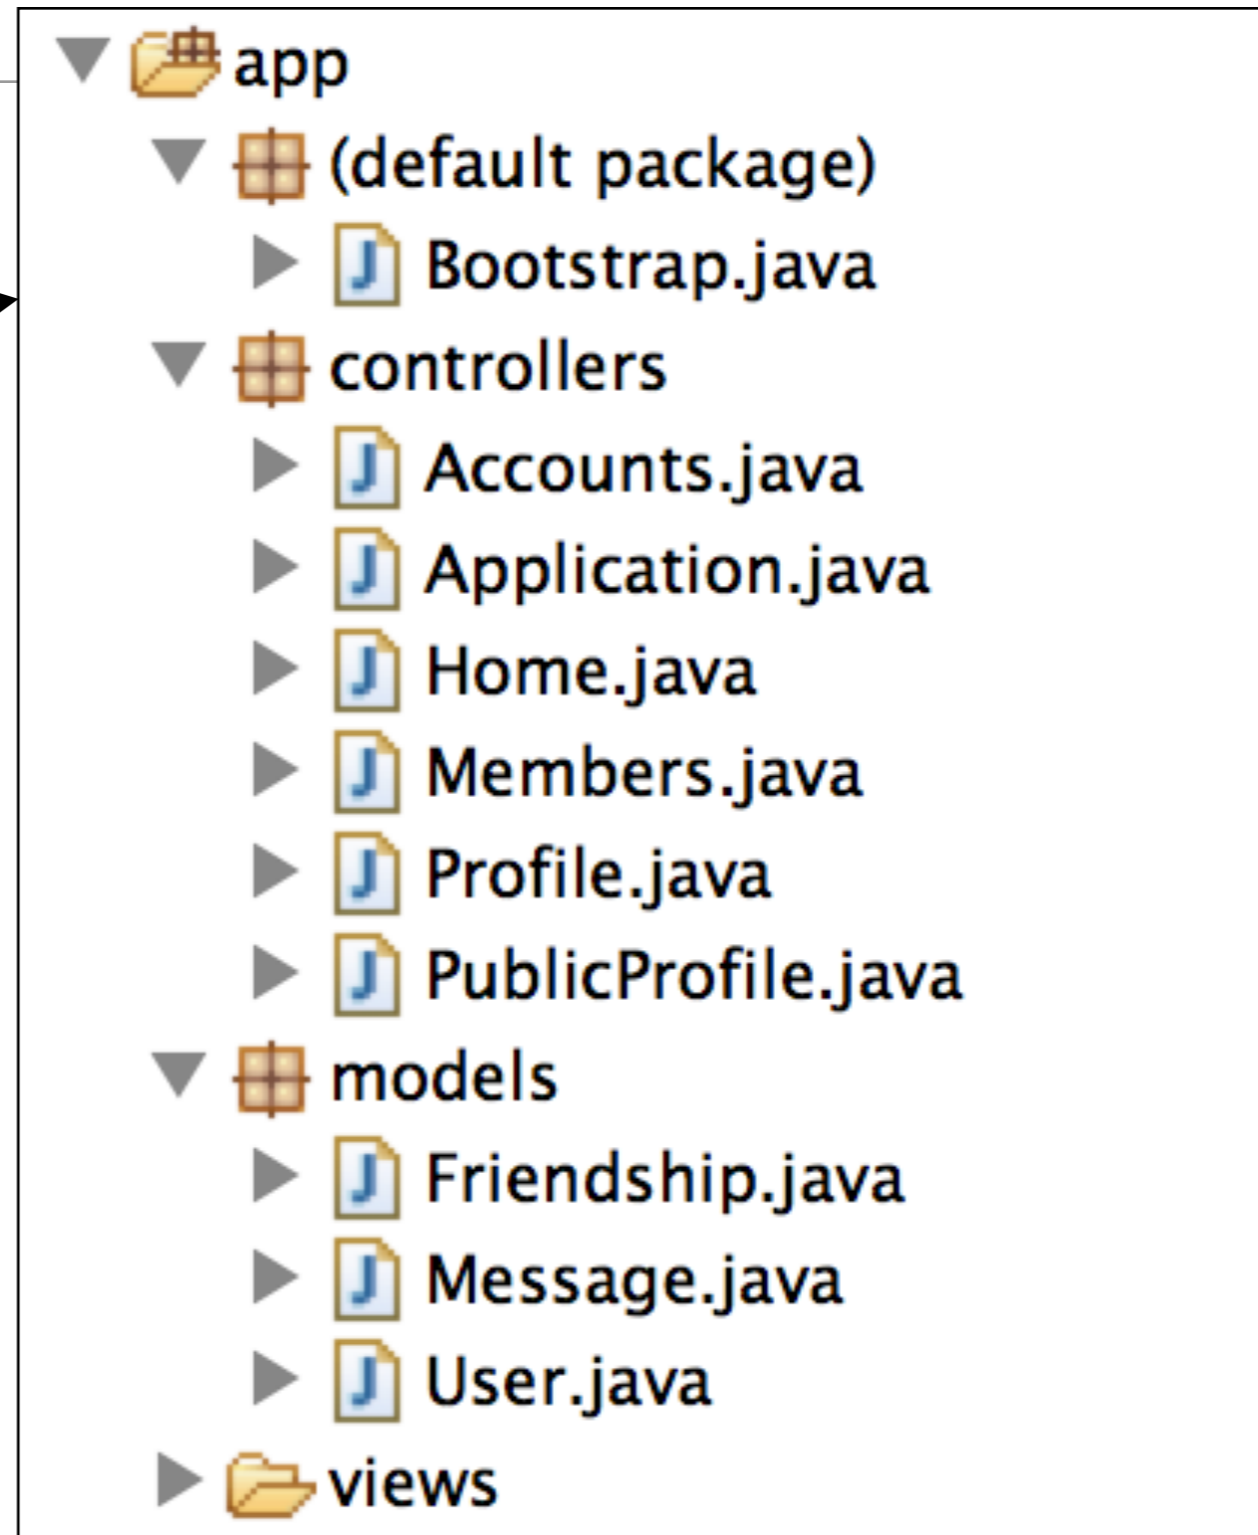 app
(default package)
Bootstrap.java
controllers
Accounts.java
Application.java
Home.java
Members.java
Profile.java
PublicProfile.java
models
Friendship.java
Message.java
User.java
views